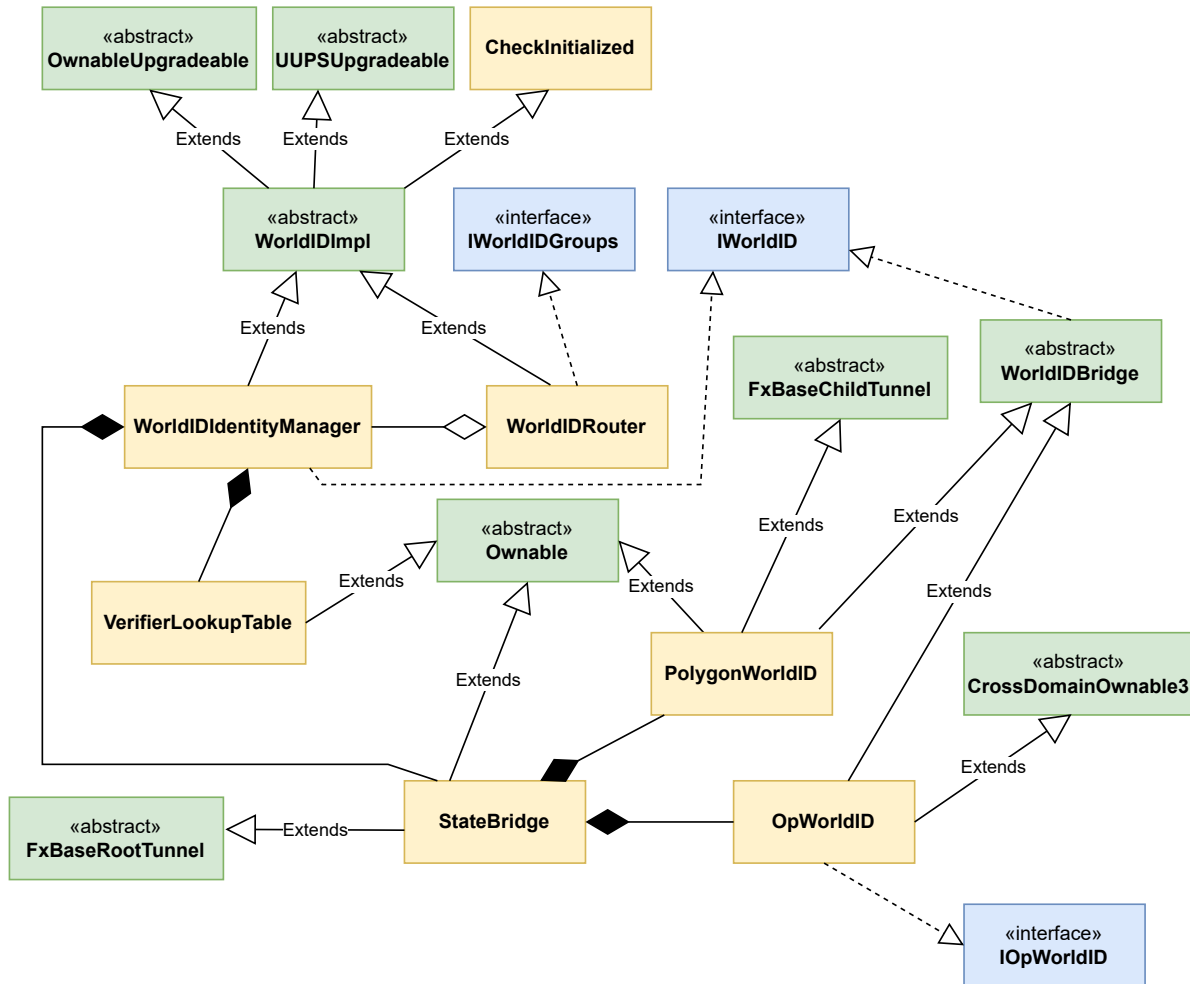 «abstract»
OwnableUpgradeable
«abstract»
UUPSUpgradeable
CheckInitialized
Extends
Extends
Extends
«abstract»
WorldIDImpl
«interface»
IWorldIDGroups
«interface»
IWorldID
Extends
Extends
«abstract»
FxBaseChildTunnel
«abstract»
WorldIDBridge
WorldIDIdentityManager
WorldIDRouter
«abstract»
Ownable
Extends
Extends
Extends
Extends
Extends
VerifierLookupTable
PolygonWorldID
«abstract»
CrossDomainOwnable3
Extends
Extends
«abstract»
FxBaseRootTunnel
Extends
StateBridge
OpWorldID
«interface»
IOpWorldID